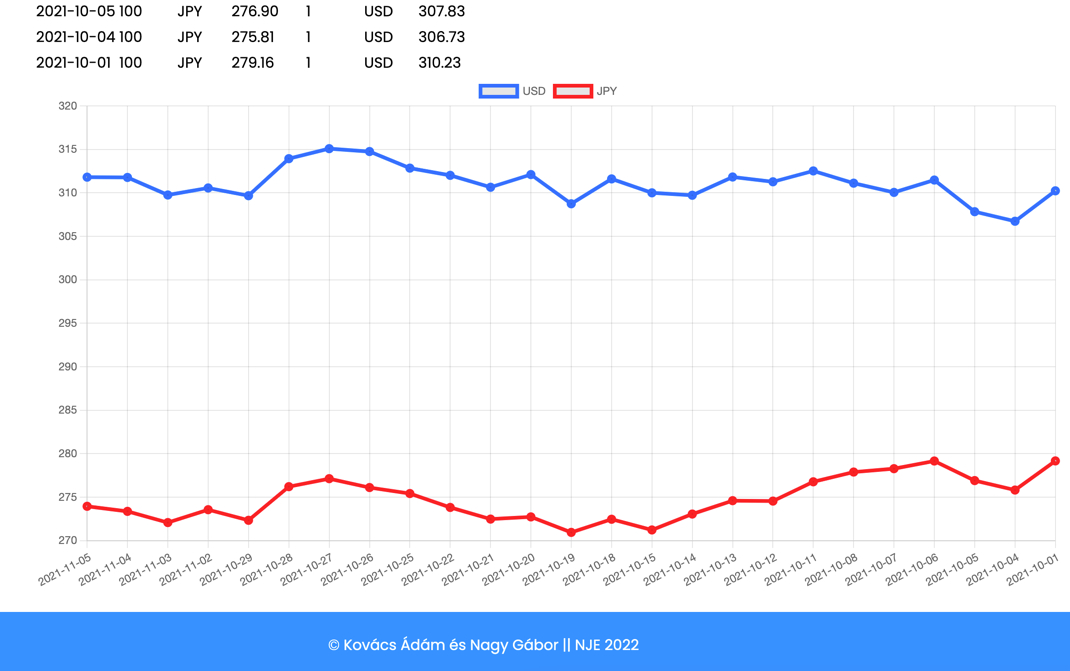 2021-10-05 100 JPY 276.90 1 USD 307.83
2021-10-04 100 JPY 275.81 1 USD 306.73
2021-10-01 100 JPY 279.16 1 USD 310.23
USD JPY
320
315
310
305
300
295
290
285
280
275
270
2021-11-05 2021-11-04 2021-11-03 2021-11-02 2021-10-29 2021-10-28 2021-10-27 2021-10-26 2021-10-25 2021-10-22 2021-10-21 2021-10-20 2021-10-19 2021-10-18 2021-10-15 2021-10-14 2021-10-13 2021-10-12 2021-10-11 2021-10-08 2021-10-07 2021-10-06 2021-10-05 2021-10-04 2021-10-01
© Kovács Ádám és Nagy Gábor || NJE 2022